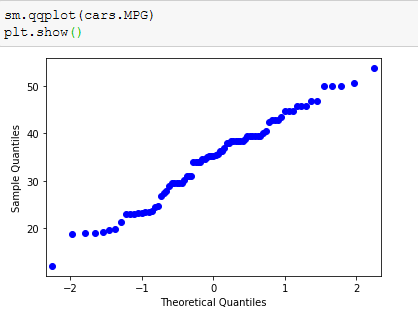 sm.qqplot(cars.MPG)
plt.show()
50
40
30
20
Sample Quantiles
−2
−1
0
1
2
Theoretical Quantiles